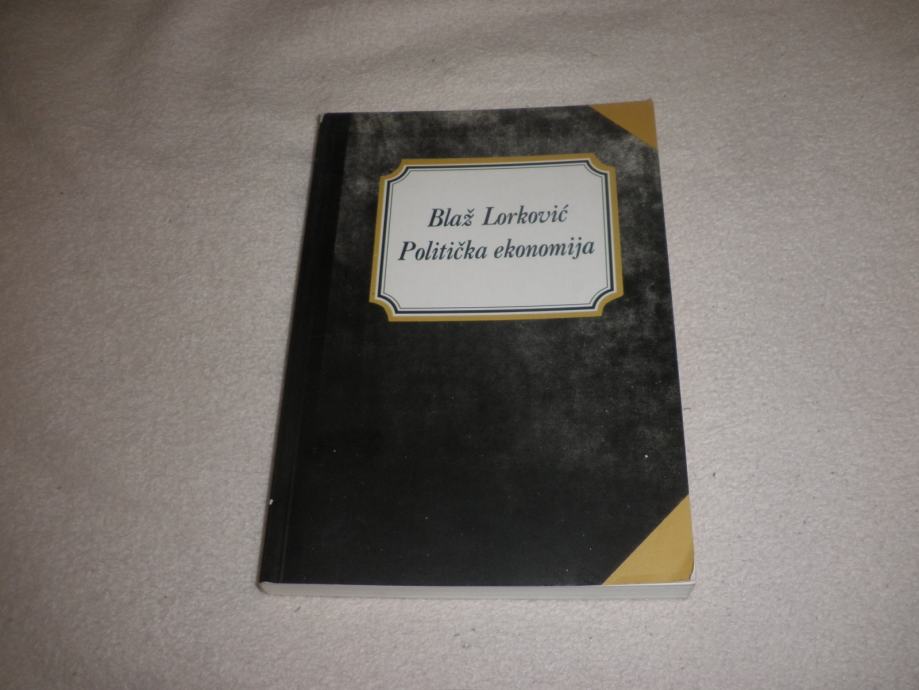 Blaž Lorković
Politička ekonomija